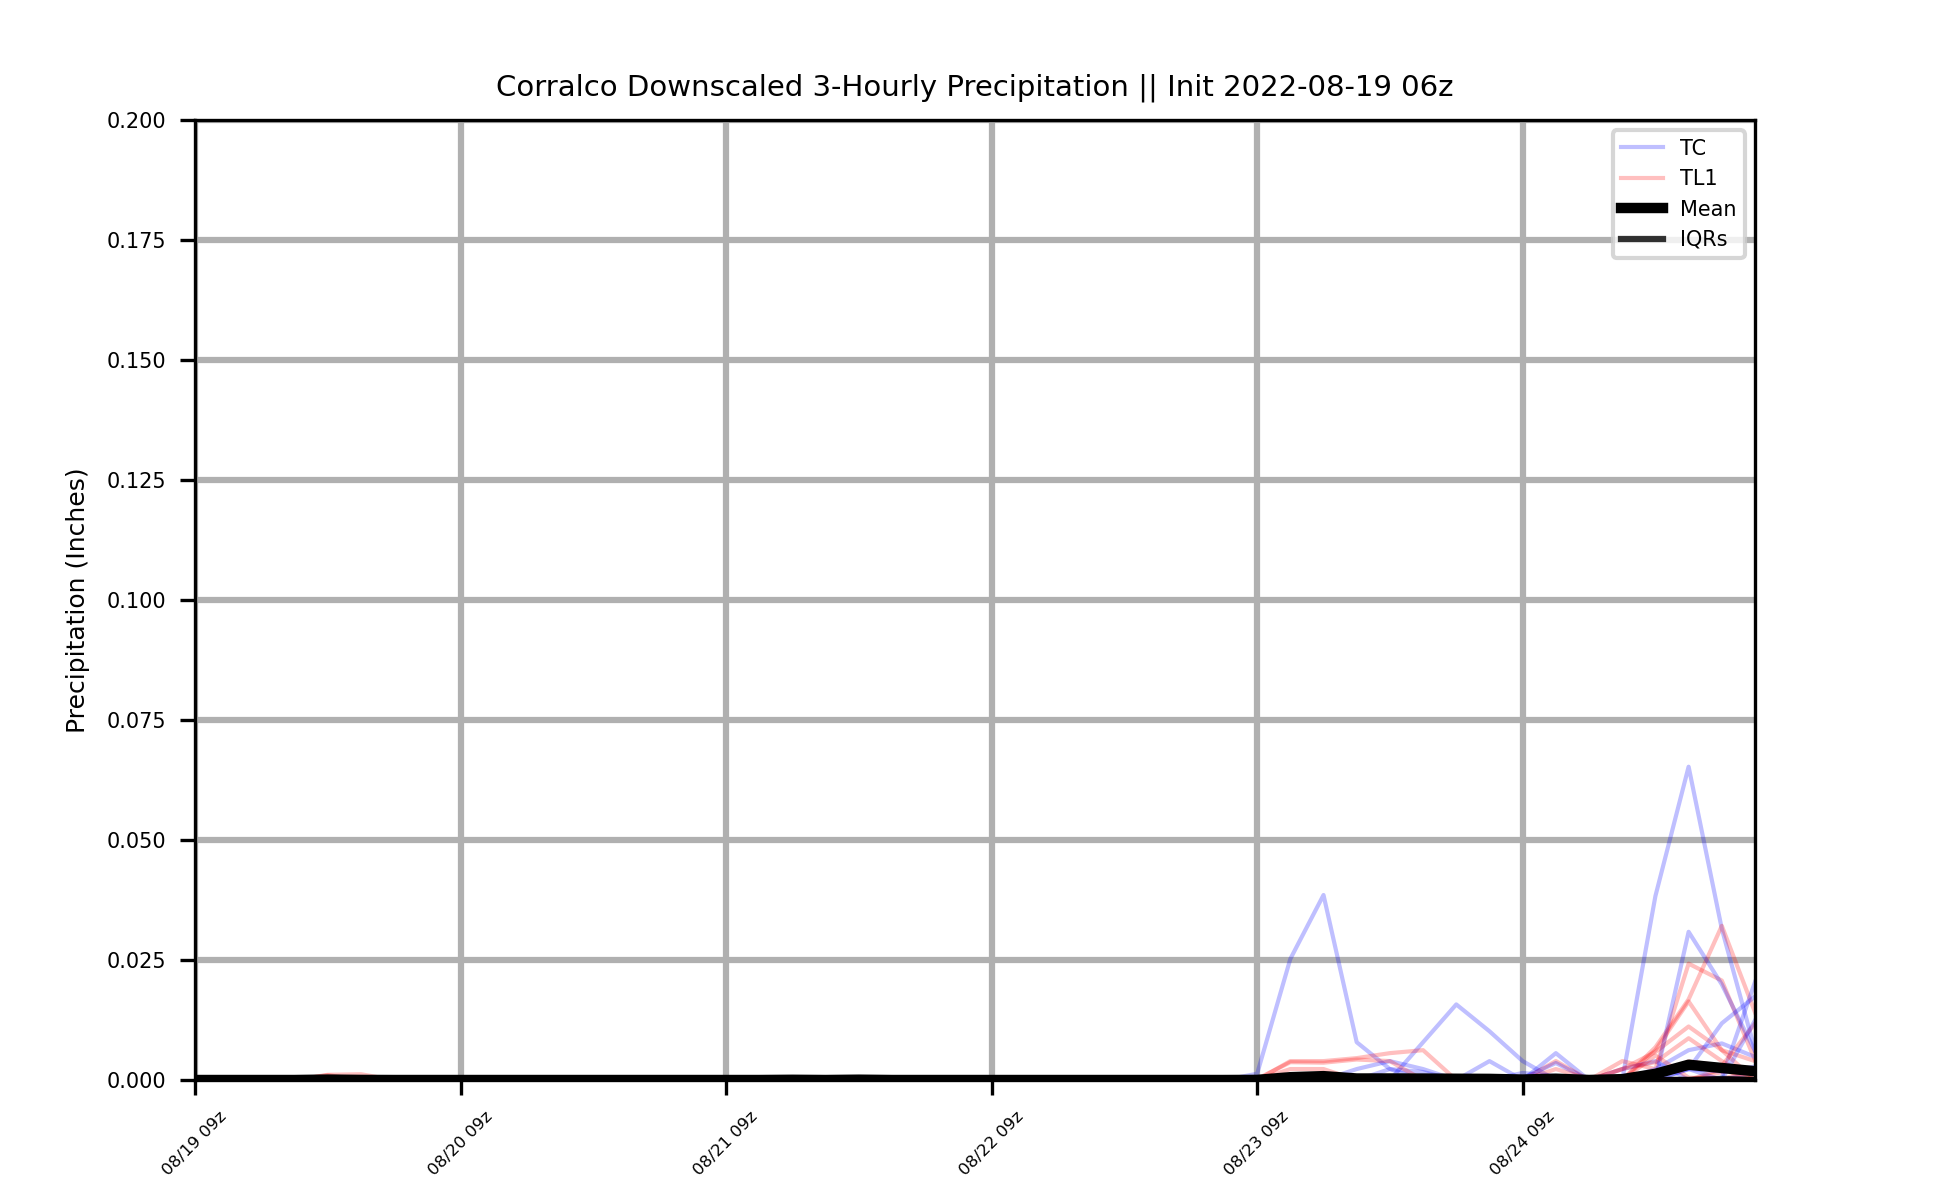 Corralco Downscaled 3-Hourly Precipitation || Init 2022-08-19 06z
0.200
0.175
0.150
0.125
0.100
0.075
0.050
0.025
0.000
Precipitation (Inches)
TC
TL1
Mean
IQRs
08/19 09z
08/20 09z
08/21 09z
08/22 09z
08/23 09z
08/24 09z